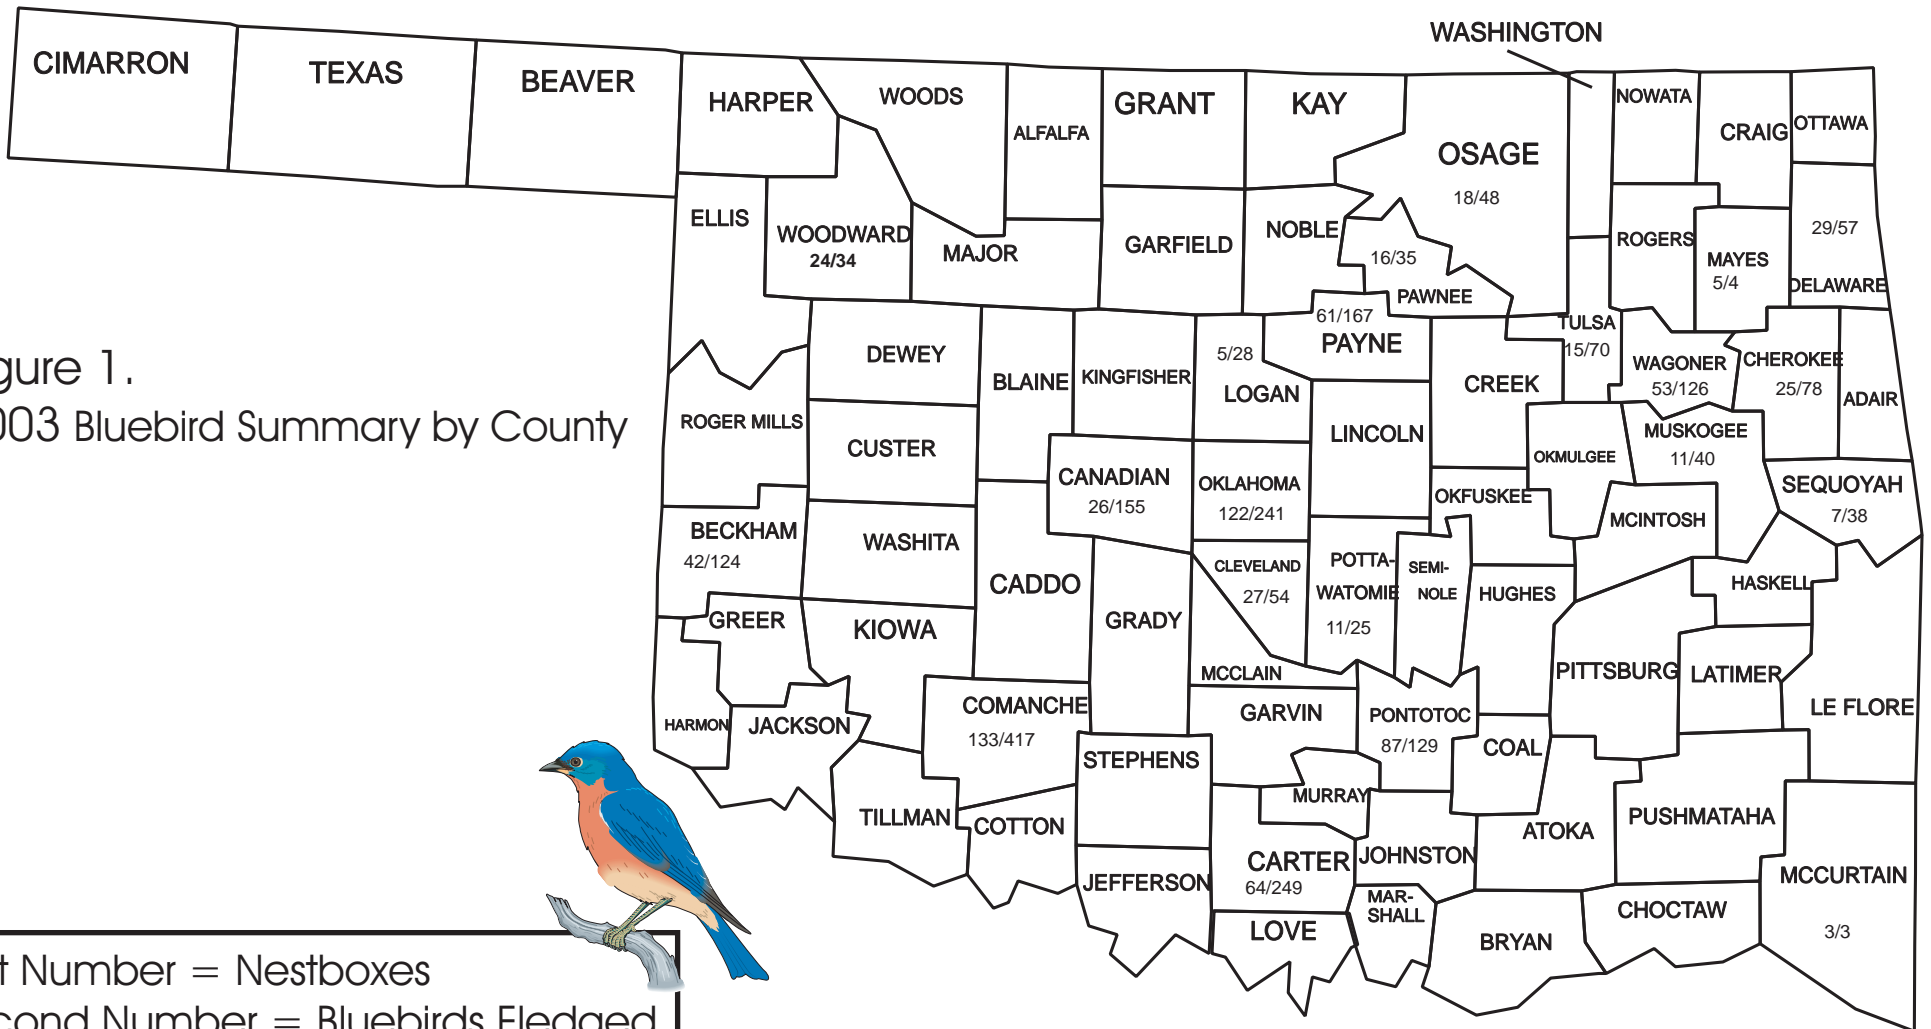 WASHINGTON
CIMARRON
TEXAS
BEAVER
HARPER
WOODS
ALFALFA
GRANT
KAY
OSAGE
18/48
NOWATA
CRAIG
OTTAWA
ELLIS
WOODWARD
24/34
MAJOR
GARFIELD
NOBLE
16/35
PAWNEE
ROGERS
MAYES
5/4
29/57
DELAWARE
gure 1.
003 Bluebird Summary by County
DEWEY
BLAINE
KINGFISHER
5/28
LOGAN
61/167
PAYNE
CREEK
TULSA
15/70
WAGONER
53/126
CHEROKEE
25/78
ADAIR
ROGER MILLS
CUSTER
CANADIAN
26/155
OKLAHOMA
122/241
LINCOLN
OKMULGEE
MUSKOGEE
11/40
SEQUOYAH
7/38
BECKHAM
42/124
WASHITA
CADDO
GRADY
CLEVELAND
27/54
POTTA-
WATOMIE
11/25
SEMI-
NOLE
OKFUSKEE
HUGHES
MCINTOSH
HASKELL
GREER
KIOWA
MCCLAIN
PITTSBURG
LATIMER
LE FLORE
HARMON
JACKSON
COMANCHE
133/417
STEPHENS
GARVIN
PONTOTOC
87/129
COAL
TILLMAN
COTTON
MURRAY
JOHNSTON
ATOKA
PUSHMATAHA
JEFFERSON
CARTER
64/249
LOVE
MAR-
SHALL
BRYAN
CHOCTAW
MCCURTAIN
3/3
t Number = Nestboxes
cond Number = Bluebirds Fledged